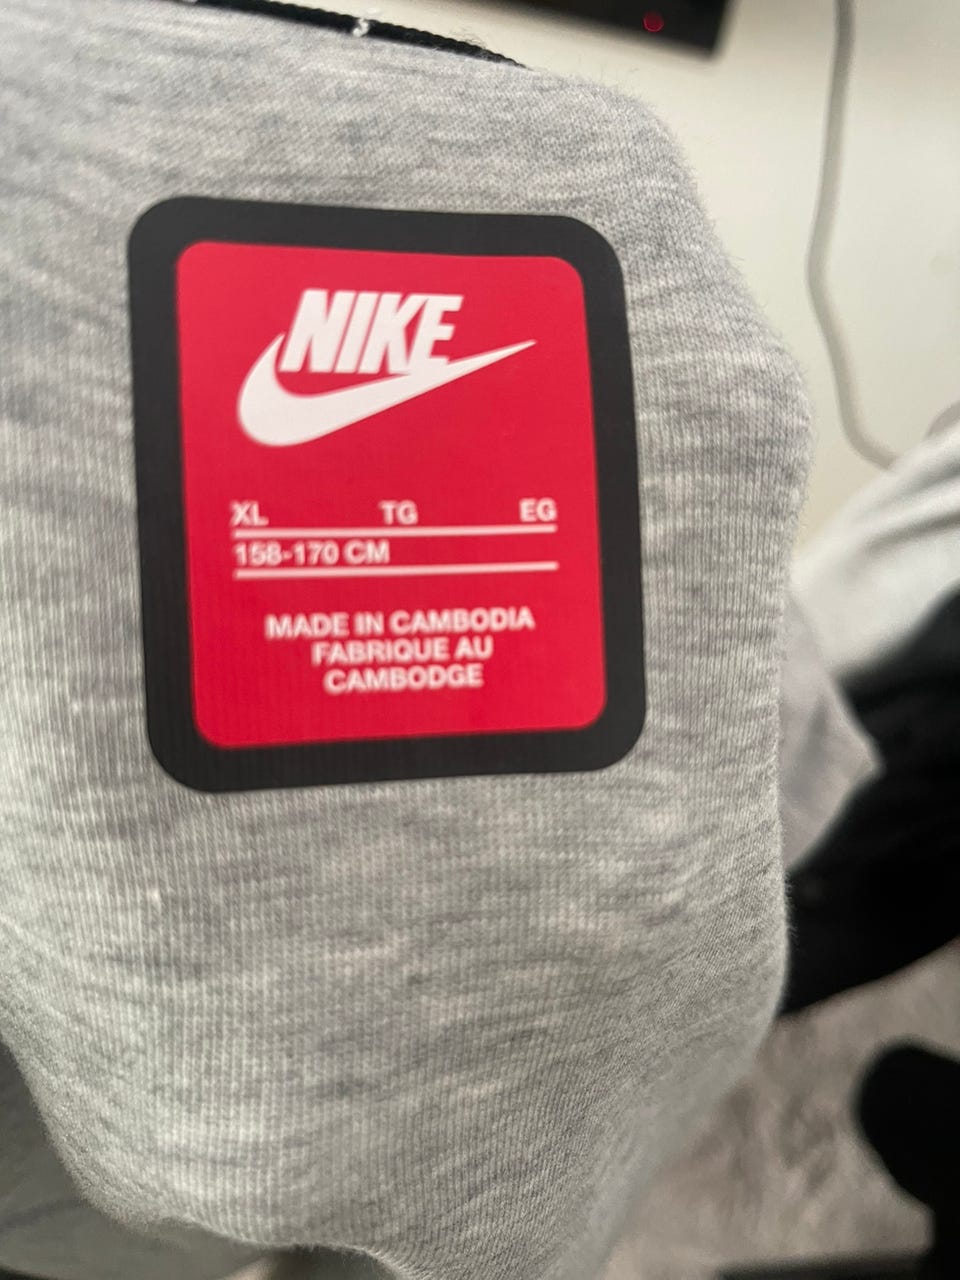 NIKE
XL TG EG
158-170 CM
MADE IN CAMBODIA
FABRIQUE AU
CAMBODGE